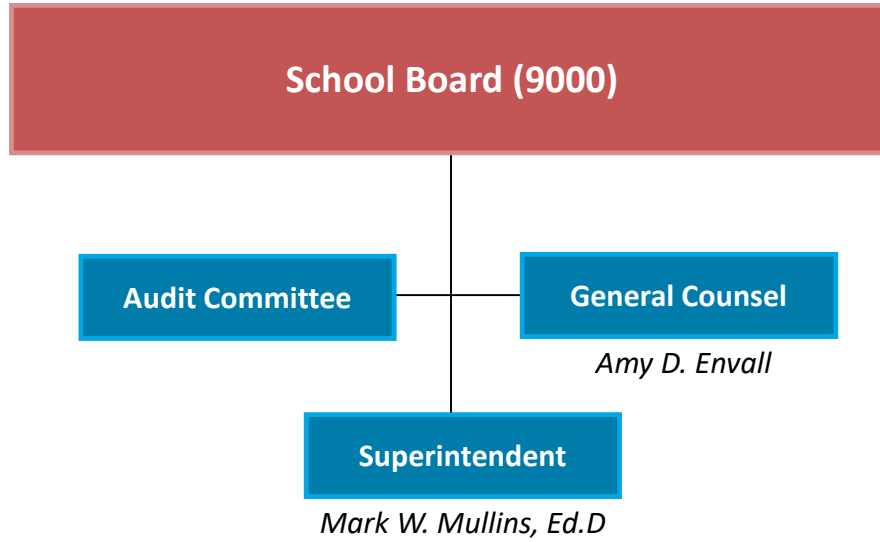 School Board (9000)
Audit Committee
General Counsel
Amy D. Envall
Superintendent
Mark W. Mullins, Ed.D